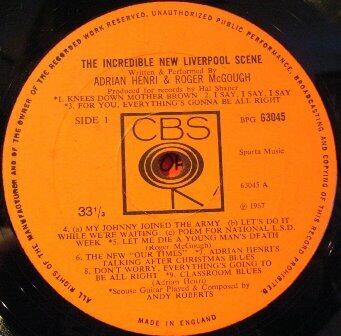 ALL RIGHTS OF THE MANUFACTURER AND OF THE OWNER OF THE RECORDED WORK RESERVED. UNAUTHORISED PUBLIC PERFORMANCE, BROADCASTING AND COPYING OF THIS RECORD PROHIBITED
THE INCREDIBLE NEW LIVERPOOL SCENE
Written & Performed By
ADRIAN HENRI & ROGER McGOUGH
Produced for records by Hal Shaper
*1. KNEES DOWN MOTHER BROWN 2. I SAY, I SAY, I SAY
*3. FOR YOU, EVERYTHING'S GONNA BE ALL RIGHT
SIDE 1
CBS
BPG 63045
Sparta Music
63045 A
33 1/3
℗ 1967
4. (a) MY JOHNNY JOINED THE ARMY (b) LET'S DO IT
WHILE WE'RE WAITING (c) POEM FOR NATIONAL L.S.D.
WEEK *5. LET ME DIE A YOUNG MAN'S DEATH
(Roger McGough)
6. THE NEW "OUR TIMES" 7. ADRIAN HENRI'S
TALKING AFTER CHRISTMAS BLUES
8. DON'T WORRY, EVERYTHING'S GOING TO
BE ALL RIGHT *9. CLASSROOM BLUES
(Adrian Henri)
*Spouse Guitar Played & Composed by
ANDY ROBERTS
MADE IN ENGLAND